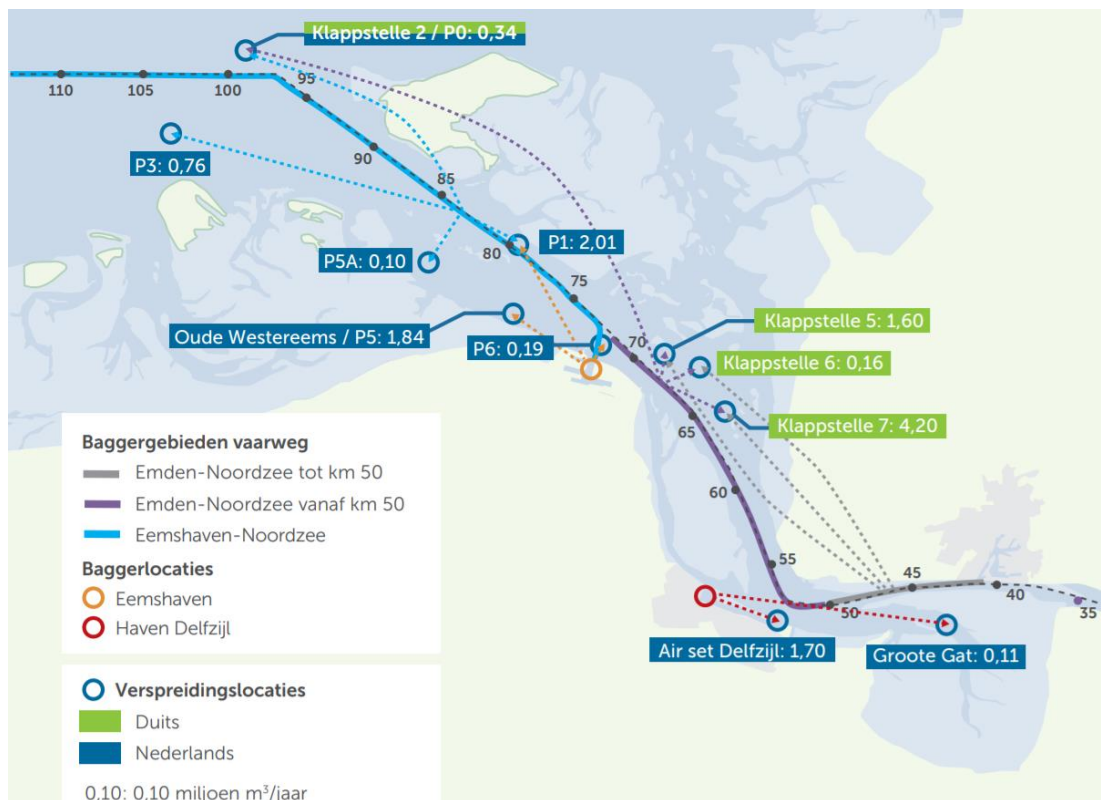 Klappstelle 2 / P0: 0,34
110
105
100
95
90
85
80
75
70
65
60
55
50
45
40
35
P3: 0,76
P5A: 0,10
P1: 2,01
Oude Westereems / P5: 1,84
P6: 0,19
Klappstelle 5: 1,60
Klappstelle 6: 0,16
Klappstelle 7: 4,20
Air set Delfzijl: 1,70
Groote Gat: 0,11
Baggergebieden vaarweg
Emden-Noordzee tot km 50
Emden-Noordzee vanaf km 50
Eemshaven-Noordzee
Baggerlocaties
Eemshaven
Haven Delfzijl
Verspreidingslocaties
Duits
Nederlands
0,10: 0,10 miljoen m³/jaar